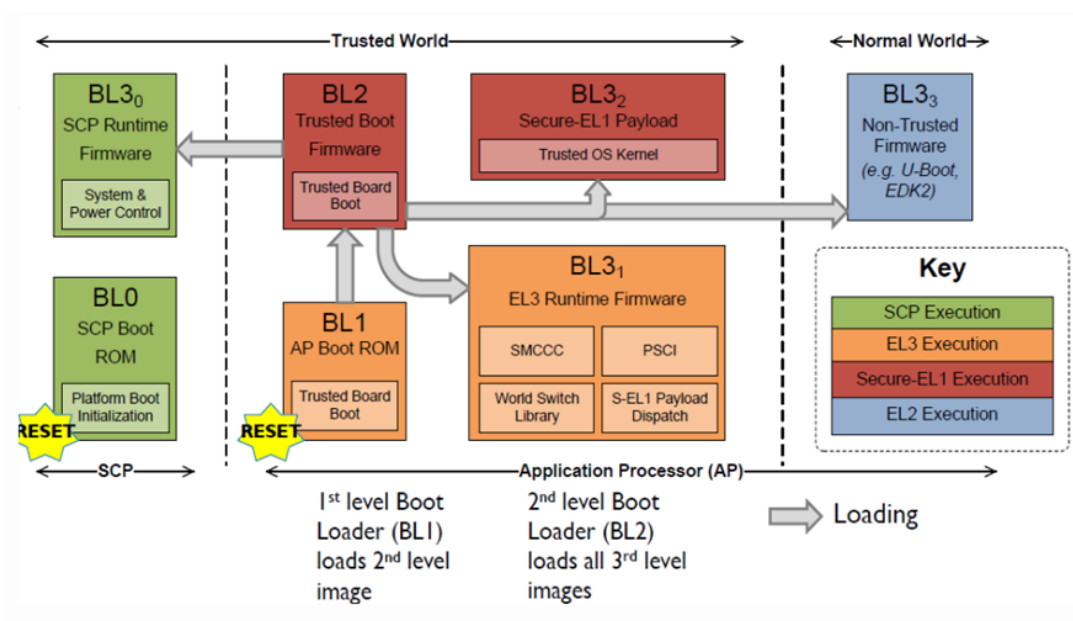 Trusted World
Normal World
BL3₀
SCP Runtime
Firmware
System &
Power Control
BL2
Trusted Boot
Firmware
Trusted Board
Boot
BL3₂
Secure-EL1 Payload
Trusted OS Kernel
BL3₃
Non-Trusted
Firmware
(e.g. U-Boot,
EDK2)
BL0
SCP Boot
ROM
Platform Boot
Initialization
RESET
BL1
AP Boot ROM
Trusted Board
Boot
RESET
BL3₁
EL3 Runtime Firmware
SMCCC
PSCI
World Switch
Library
S-EL1 Payload
Dispatch
Key
SCP Execution
EL3 Execution
Secure-EL1 Execution
EL2 Execution
SCP
Application Processor (AP)
1st level Boot
Loader (BL1)
loads 2nd level
image
2nd level Boot
Loader (BL2)
loads all 3rd level
images
Loading